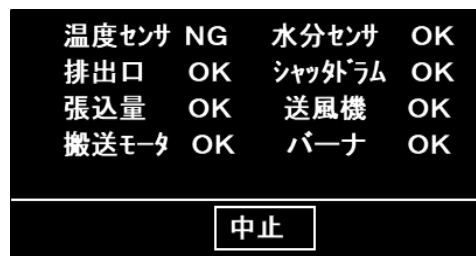 温度センサ NG 水分センサ OK
排出口 OK シャッタドラム OK
張込量 OK 送風機 OK
搬送モータ OK バーナ OK
中止